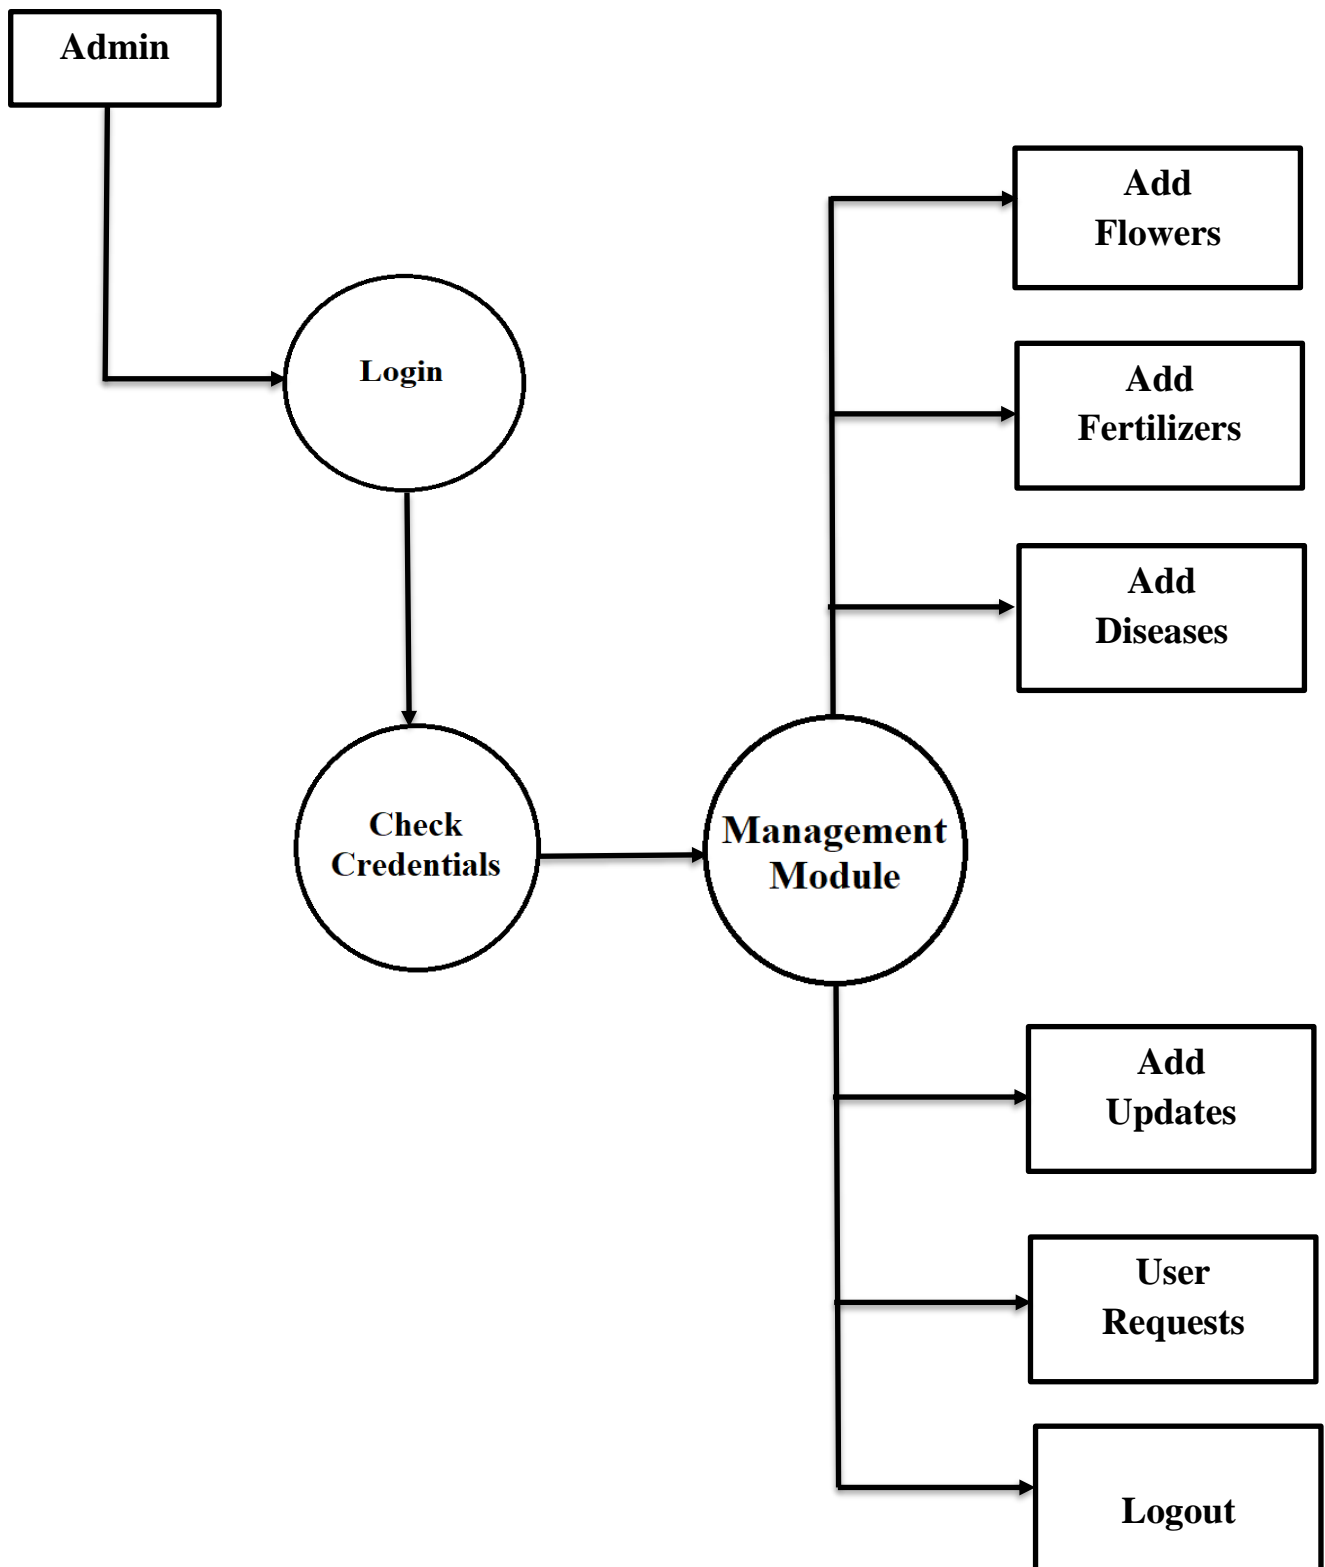 Admin
Add
Flowers
Login
Add
Fertilizers
Add
Diseases
Check
Credentials
Management
Module
Add
Updates
User
Requests
Logout